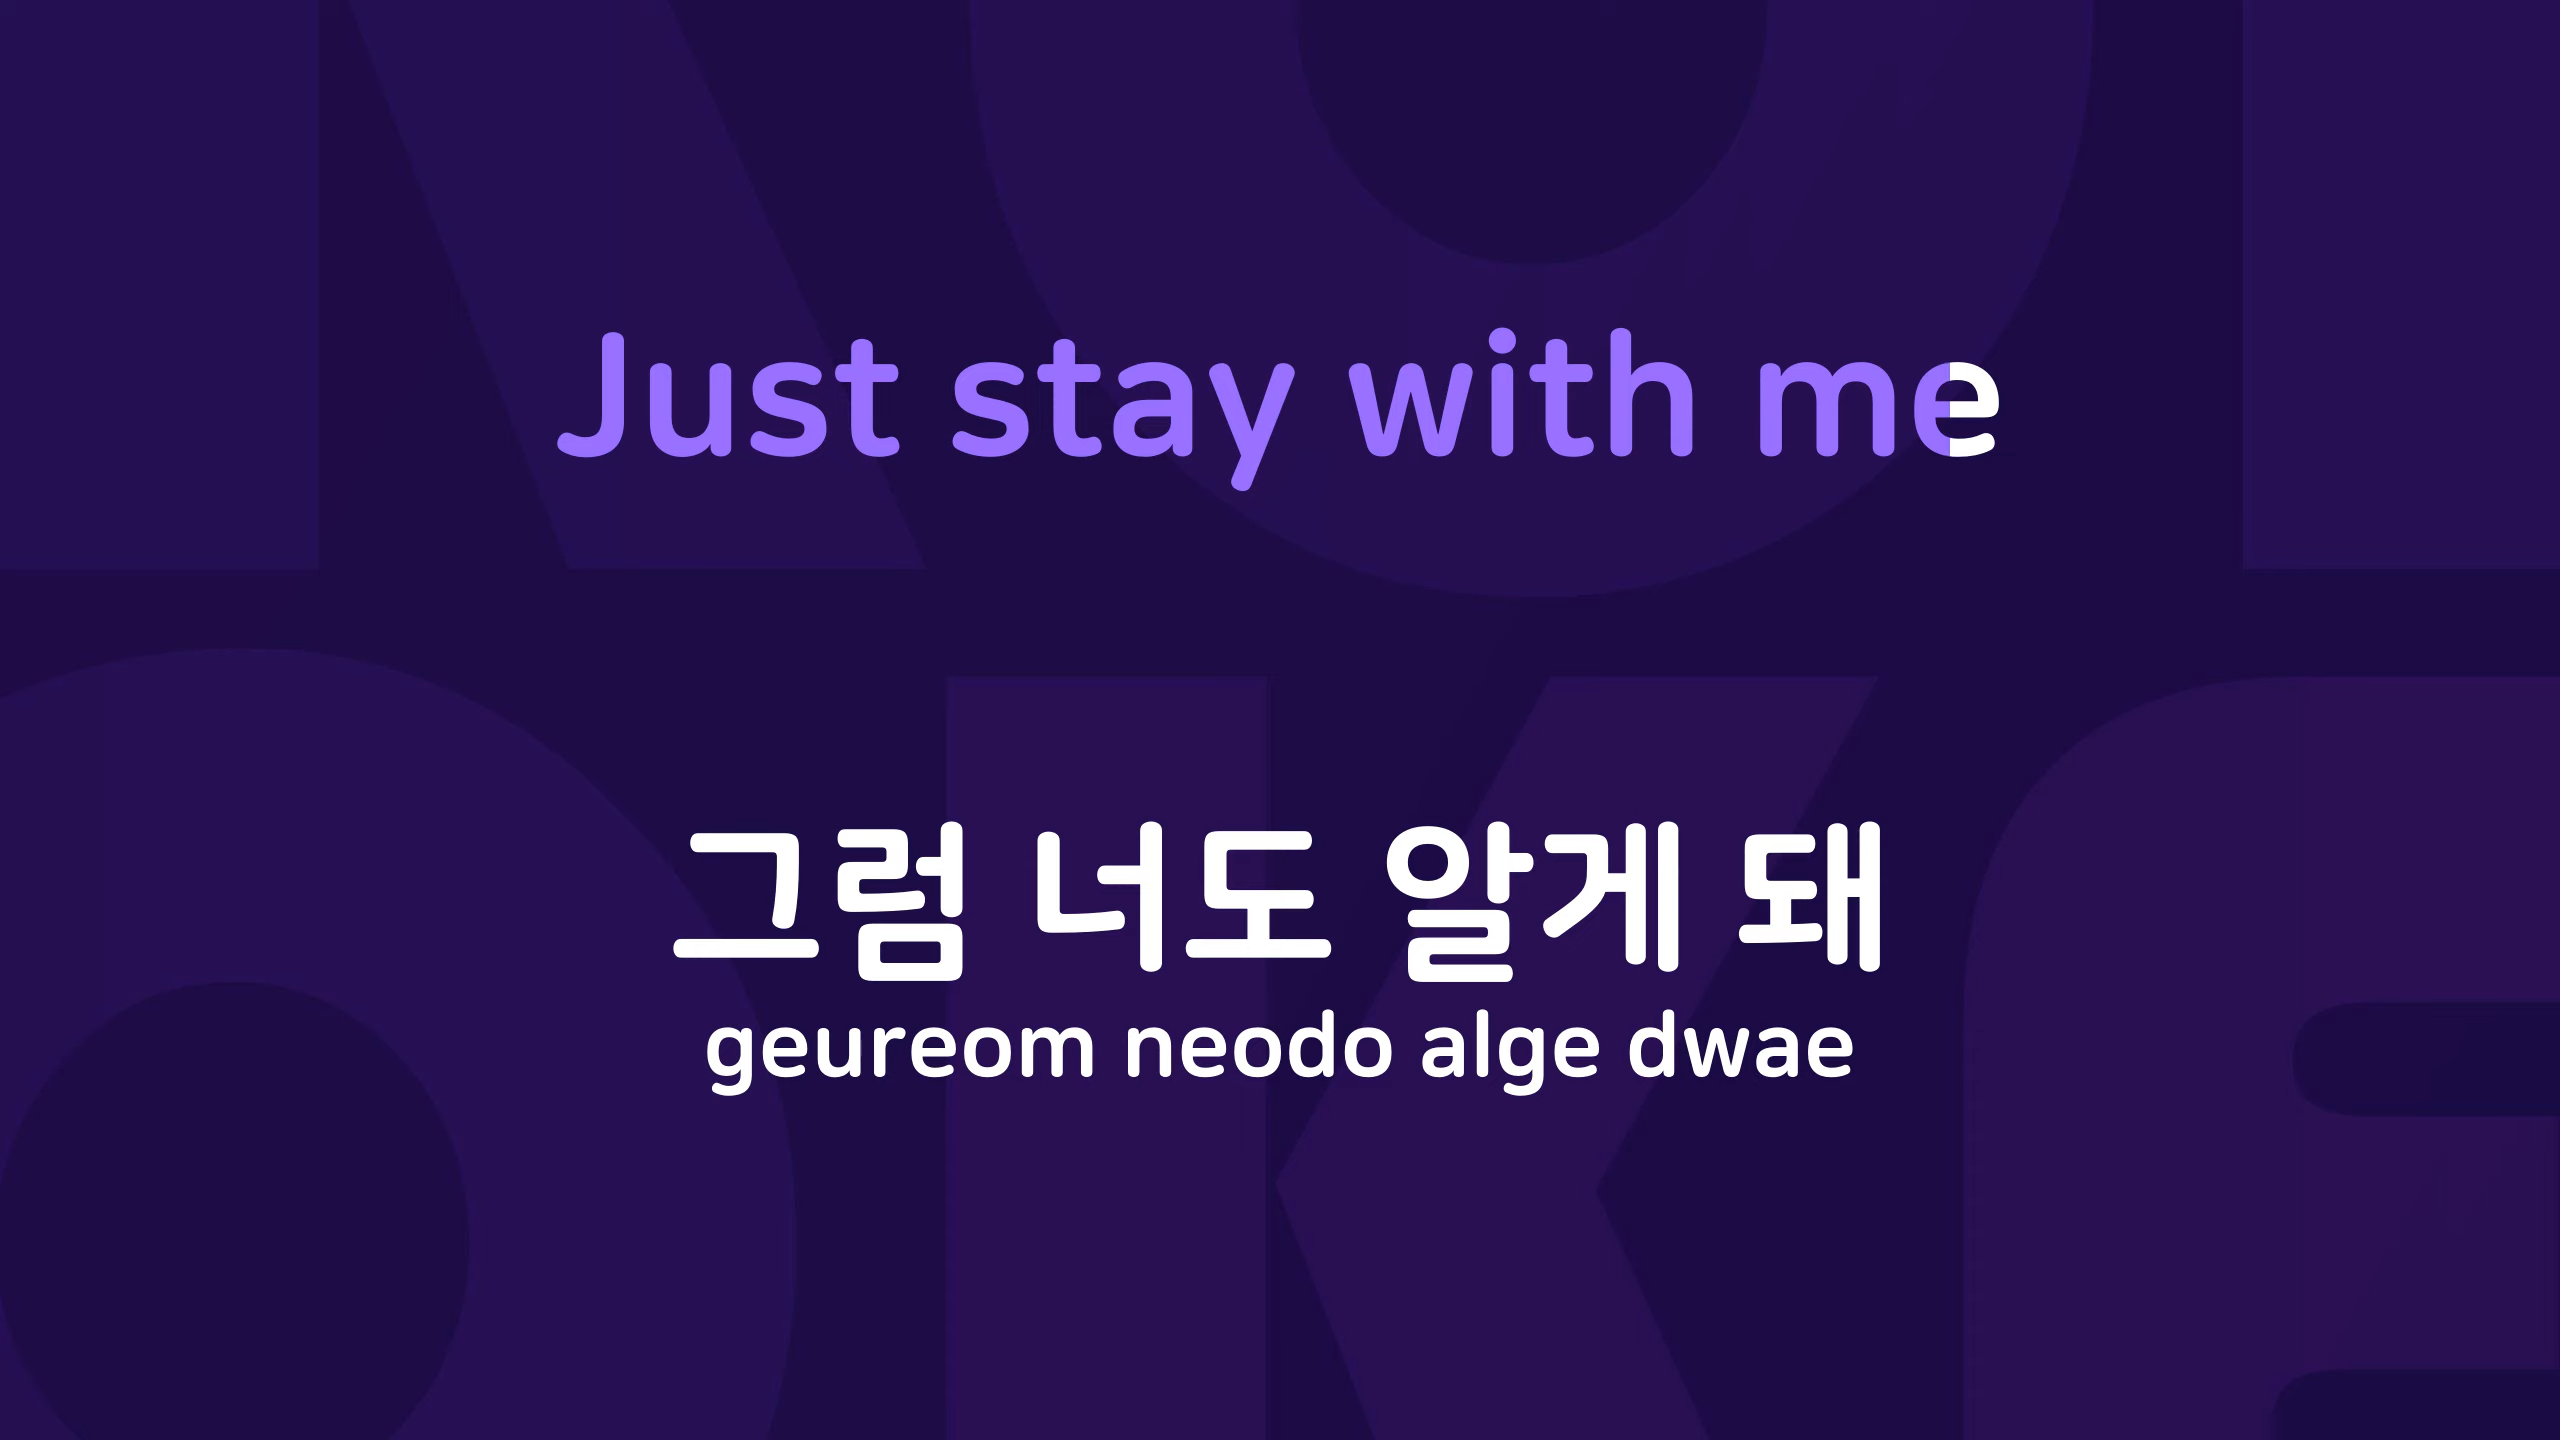 Just stay with me
그럼 너도 알게 돼
geureom neodo alge dwae